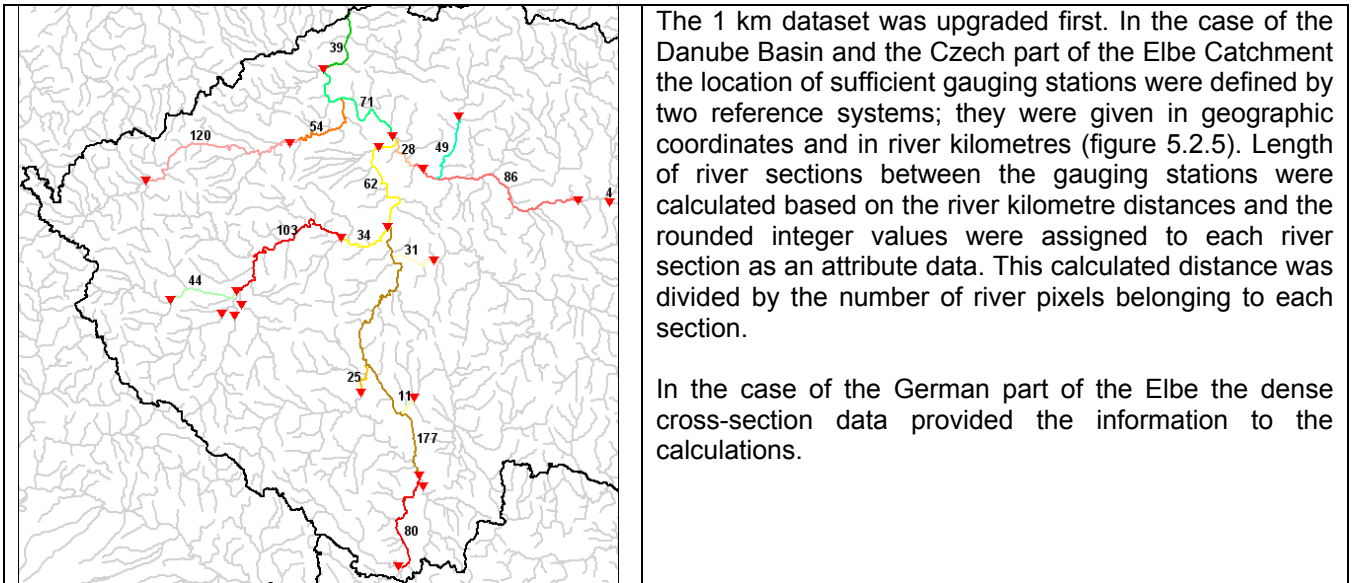 39
71
120
54
49
28
86
4
62
103
34
31
44
25
11
177
80
The 1 km dataset was upgraded first. In the case of the
Danube Basin and the Czech part of the Elbe Catchment
the location of sufficient gauging stations were defined by
two reference systems; they were given in geographic
coordinates and in river kilometres (figure 5.2.5). Length
of river sections between the gauging stations were
calculated based on the river kilometre distances and the
rounded integer values were assigned to each river
section as an attribute data. This calculated distance was
divided by the number of river pixels belonging to each
section.
In the case of the German part of the Elbe the dense
cross-section data provided the information to the
calculations.